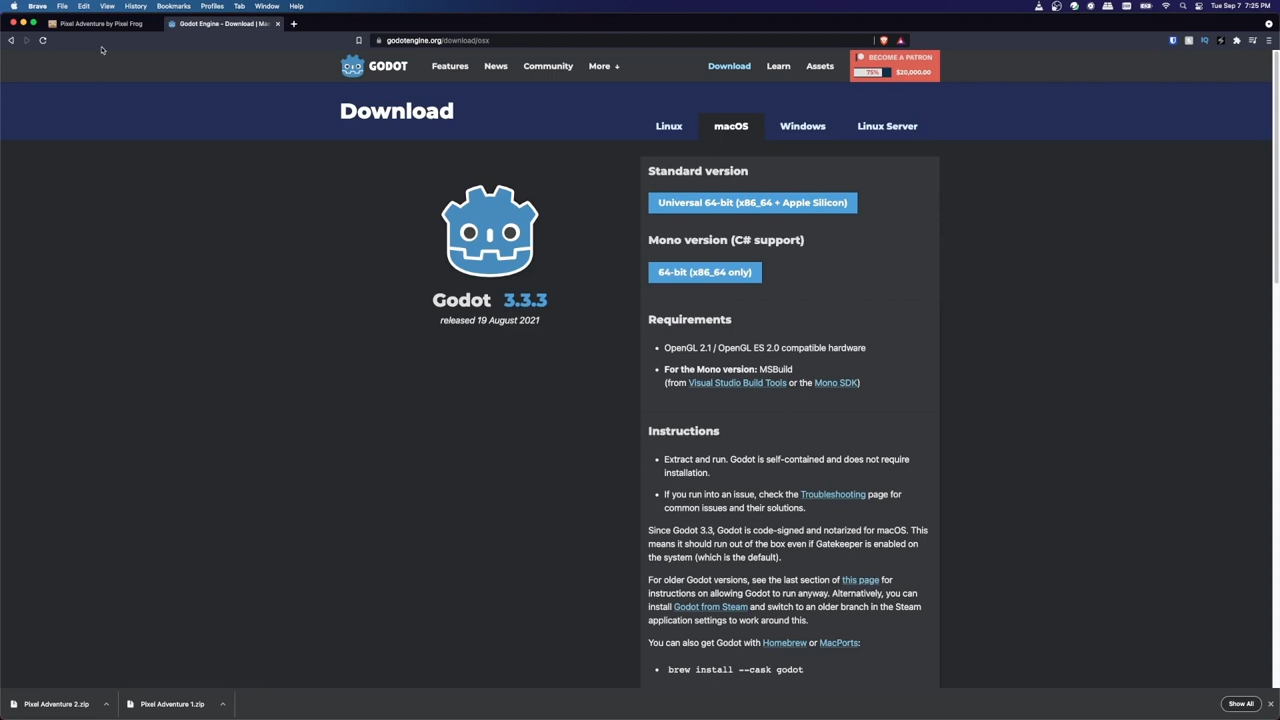 Brave File Edit View History Bookmarks Profiles Tab Window Help
Tue Sep 7 7:25 PM
Pixel Adventure by Pixel Frog
Godot Engine - Download | Ma
godotengine.org/download/osx
GODOT
Features News Community More
Download Learn Assets
BECOME A PATRON
75% $20,000.00
Download
Linux macOS Windows Linux Server
Godot 3.3.3
released 19 August 2021
Standard version
Universal 64-bit (x86_64 + Apple Silicon)
Mono version (C# support)
64-bit (x86_64 only)
Requirements
• OpenGL 2.1 / OpenGL ES 2.0 compatible hardware
• For the Mono version: MSBuild
(from Visual Studio Build Tools or the Mono SDK)
Instructions
• Extract and run. Godot is self-contained and does not require
installation.
• If you run into an issue, check the Troubleshooting page for
common issues and their solutions.
Since Godot 3.3, Godot is code-signed and notarized for macOS. This
means it should run out of the box even if Gatekeeper is enabled on
the system (which is the default).
For older Godot versions, see the last section of this page for
instructions on allowing Godot to run anyway. Alternatively, you can
install Godot from Steam and switch to an older branch in the Steam
application settings to work around this.
You can also get Godot with Homebrew or MacPorts:
• brew install --cask godot
Pixel Adventure 2.zip
Pixel Adventure 1.zip
Show All